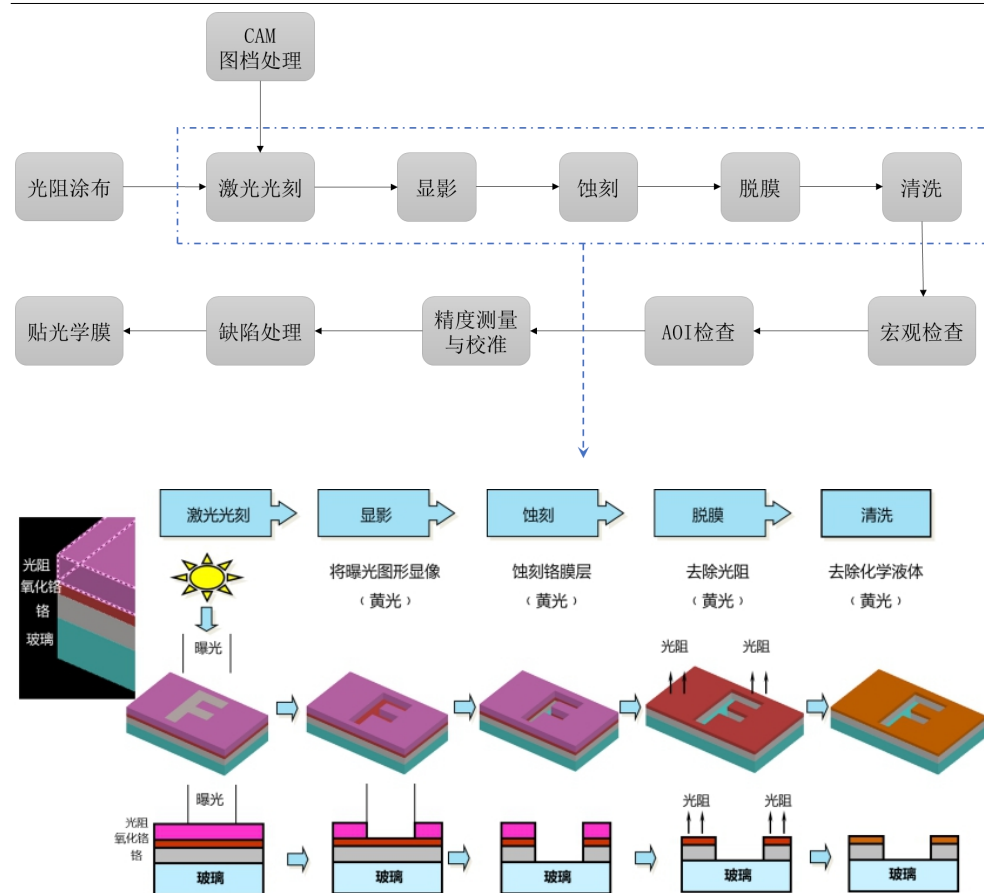 CAM
图档处理
光阻涂布
激光光刻
显影
蚀刻
脱膜
清洗
贴光学膜
缺陷处理
精度测量
与校准
AOI检查
宏观检查
激光光刻
显影
蚀刻
脱膜
清洗
将曝光图形显像
（黄光）
蚀刻铬膜层
（黄光）
去除光阻
（黄光）
去除化学液体
（黄光）
光阻
氧化铬
铬
玻璃
曝光
光阻
光阻
曝光
光阻
氧化铬
铬
玻璃
玻璃
玻璃
光阻
光阻
玻璃
玻璃